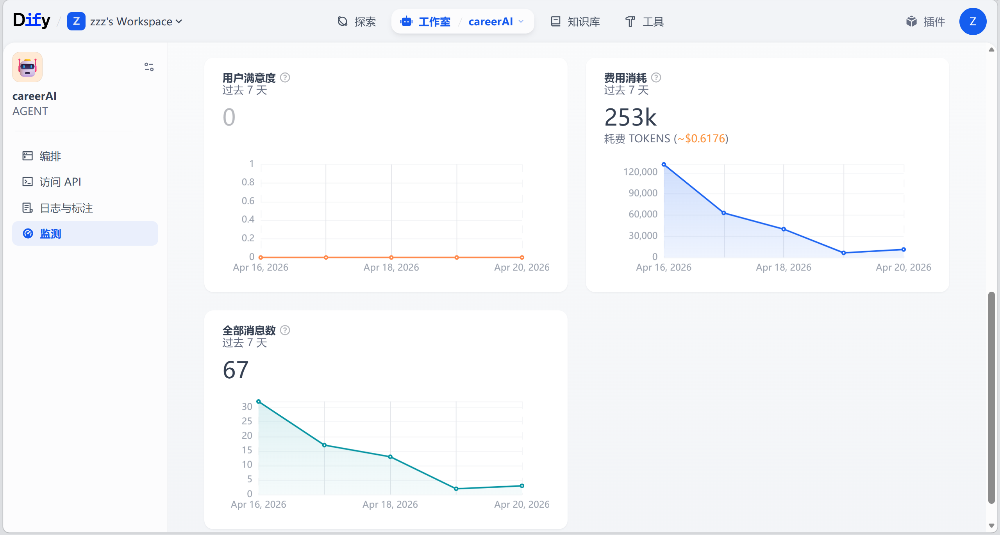 Dify / Z zzz's Workspace
探索
工作室 / careerAI
知识库
工具
插件
Z
careerAI
AGENT
编排
访问 API
日志与标注
监测
用户满意度
过去 7 天
0
1
0.8
0.6
0.4
0.2
0
Apr 16, 2026
Apr 18, 2026
Apr 20, 2026
费用消耗
过去 7 天
253k
耗费 TOKENS (~$0.6176)
120,000
90,000
60,000
30,000
0
Apr 16, 2026
Apr 18, 2026
Apr 20, 2026
全部消息数
过去 7 天
67
30
25
20
15
10
5
0
Apr 16, 2026
Apr 18, 2026
Apr 20, 2026